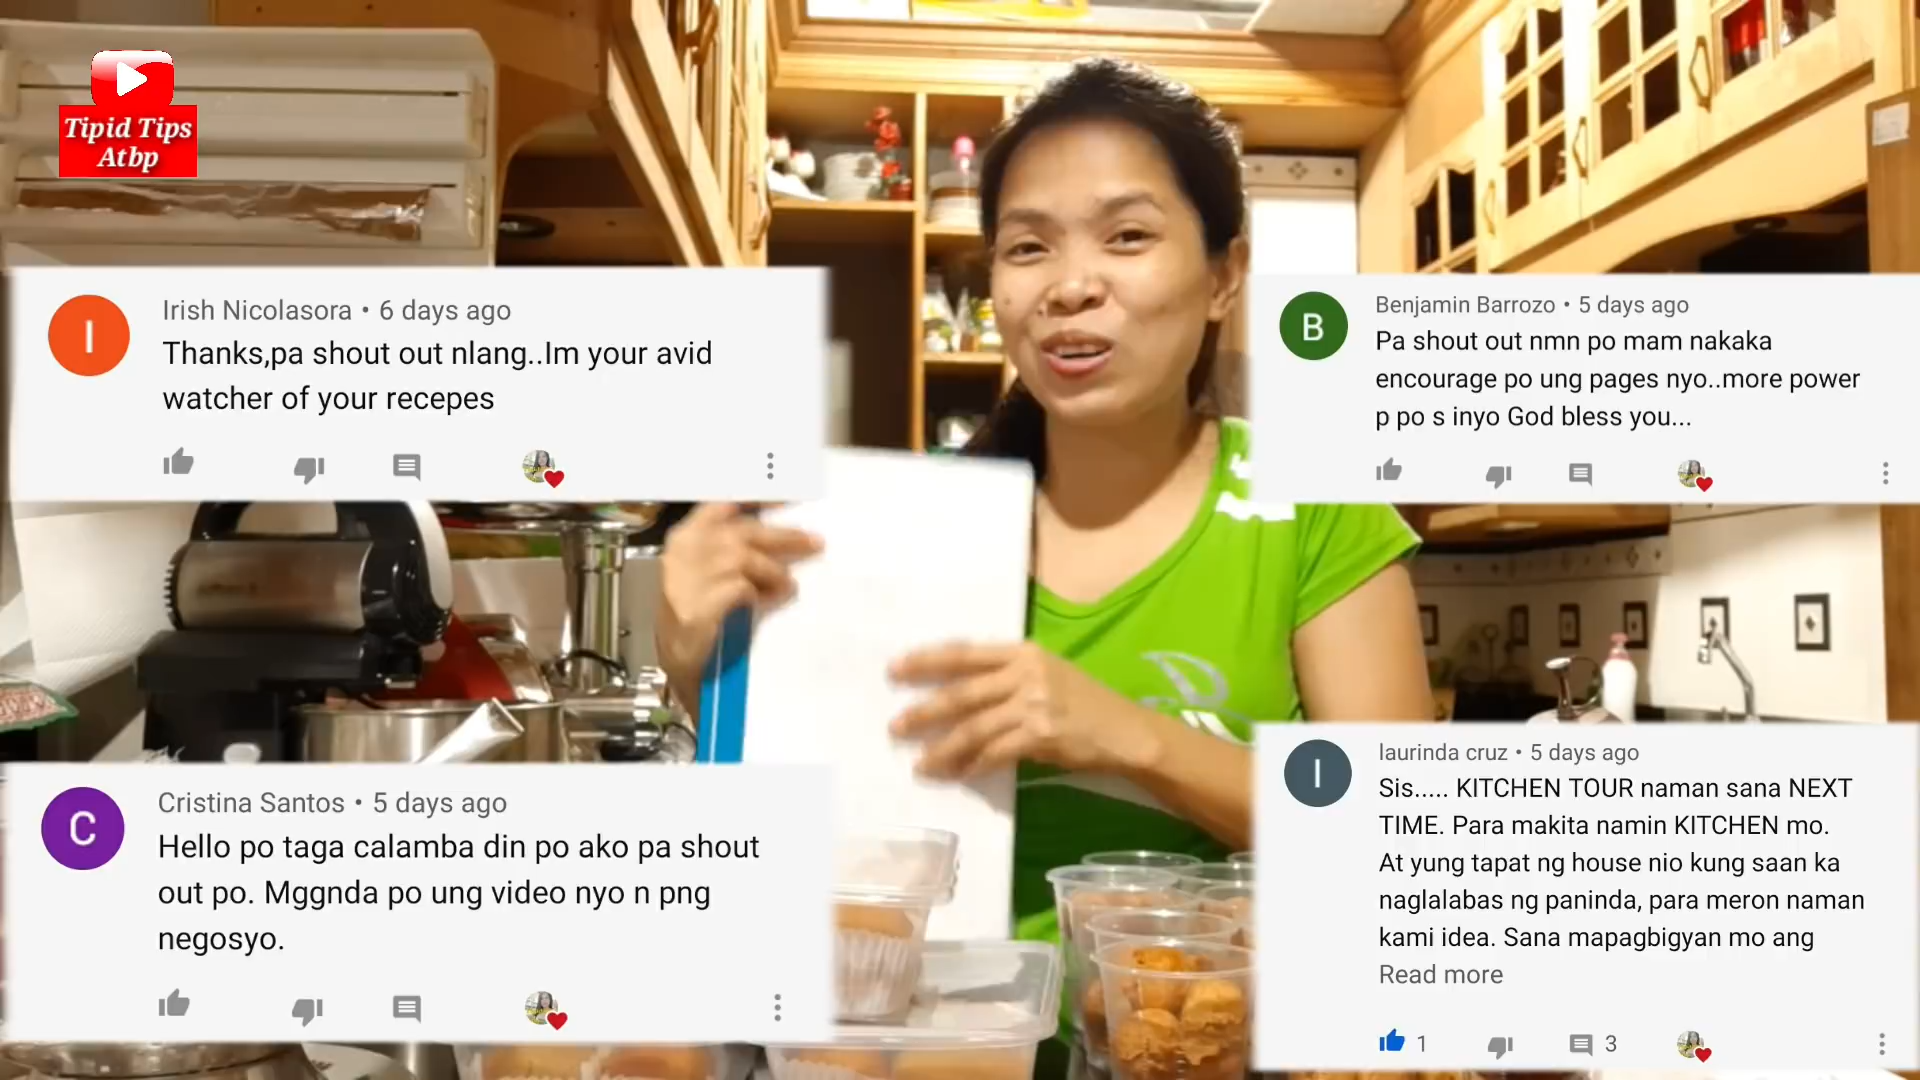 Tipid Tips
Atbp
Irish Nicolasora • 6 days ago
Thanks,pa shout out nlang..Im your avid
watcher of your recepes
Benjamin Barrozo • 5 days ago
Pa shout out nmn po mam nakaka
encourage po ung pages nyo..more power
p po s inyo God bless you...
Cristina Santos • 5 days ago
Hello po taga calamba din po ako pa shout
out po. Mggnda po ung video nyo n png
negosyo.
laurinda cruz • 5 days ago
Sis..... KITCHEN TOUR naman sana NEXT
TIME. Para makita namin KITCHEN mo.
At yung tapat ng house nio kung saan ka
naglalabas ng paninda, para meron naman
kami idea. Sana mapagbigyan mo ang
Read more
1
3